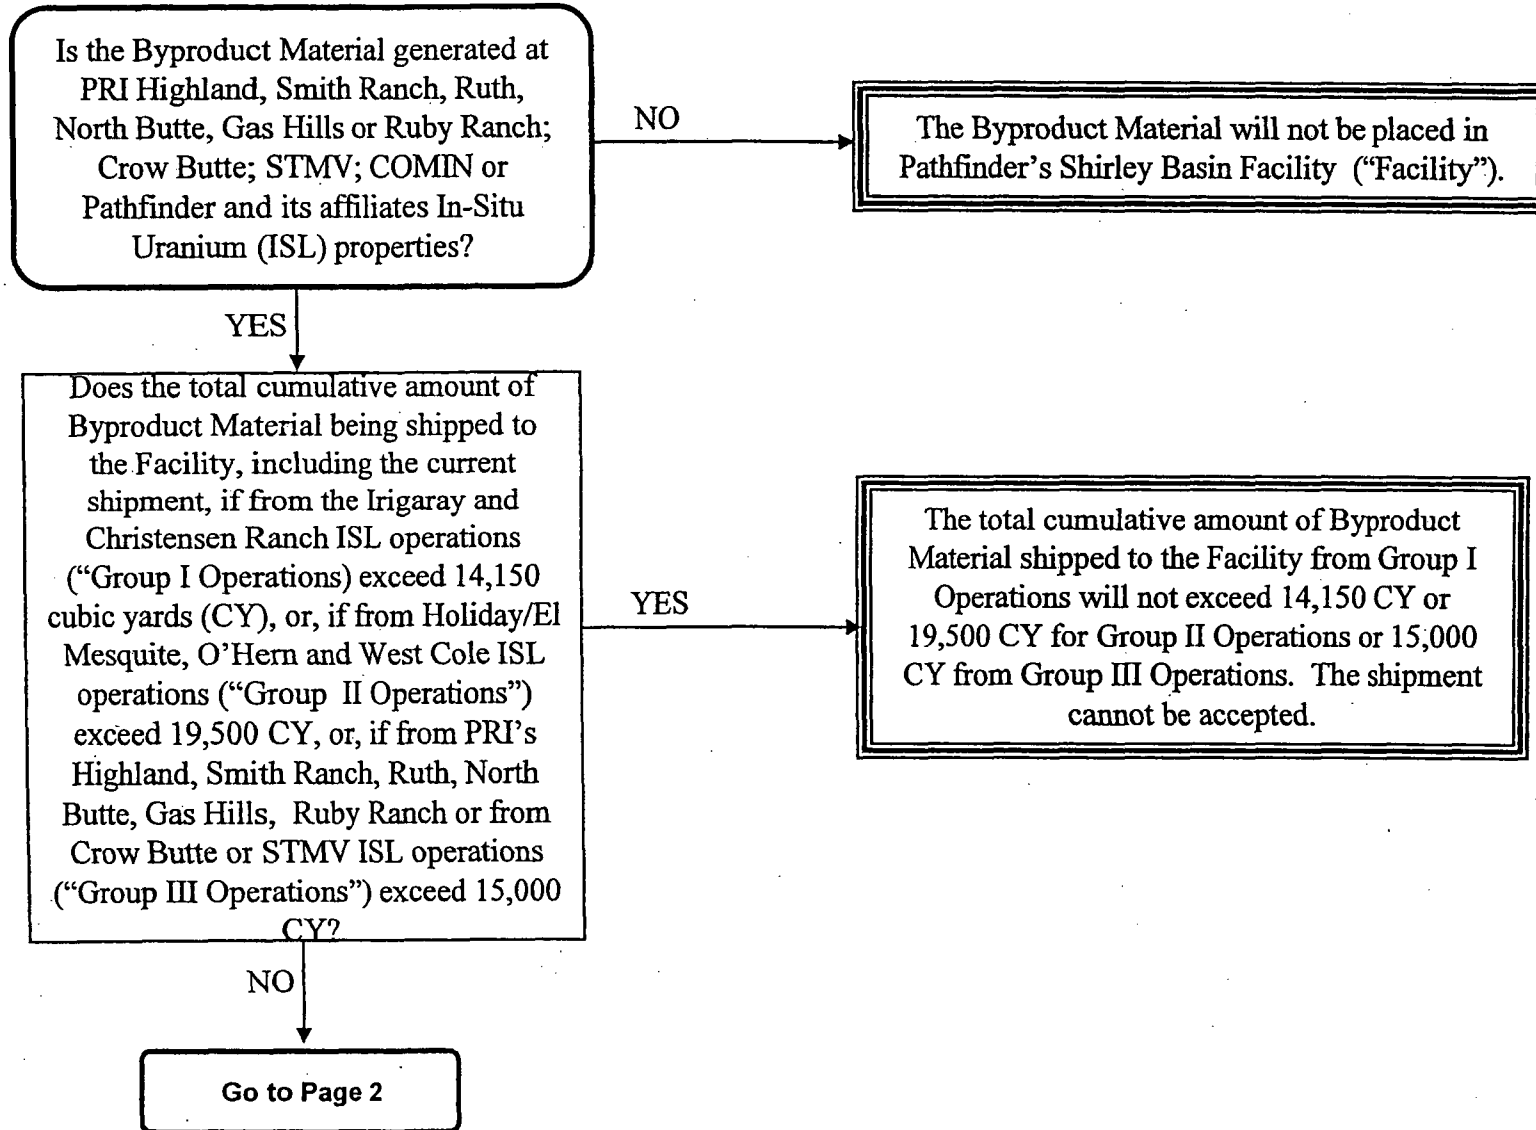 Is the Byproduct Material generated at
PRI Highland, Smith Ranch, Ruth,
North Butte, Gas Hills or Ruby Ranch;
Crow Butte; STMV; COMIN or
Pathfinder and its affiliates In-Situ
Uranium (ISL) properties?
NO
The Byproduct Material will not be placed in
Pathfinder's Shirley Basin Facility ("Facility").
YES
Does the total cumulative amount of
Byproduct Material being shipped to
the Facility, including the current
shipment, if from the Irigaray and
Christensen Ranch ISL operations
("Group I Operations) exceed 14,150
cubic yards (CY), or, if from Holiday/El
Mesquite, O'Hern and West Cole ISL
operations ("Group II Operations")
exceed 19,500 CY, or, if from PRI's
Highland, Smith Ranch, Ruth, North
Butte, Gas Hills, Ruby Ranch or from
Crow Butte or STMV ISL operations
("Group III Operations") exceed 15,000
CY?
YES
The total cumulative amount of Byproduct
Material shipped to the Facility from Group I
Operations will not exceed 14,150 CY or
19,500 CY for Group II Operations or 15,000
CY from Group III Operations. The shipment
cannot be accepted.
NO
Go to Page 2